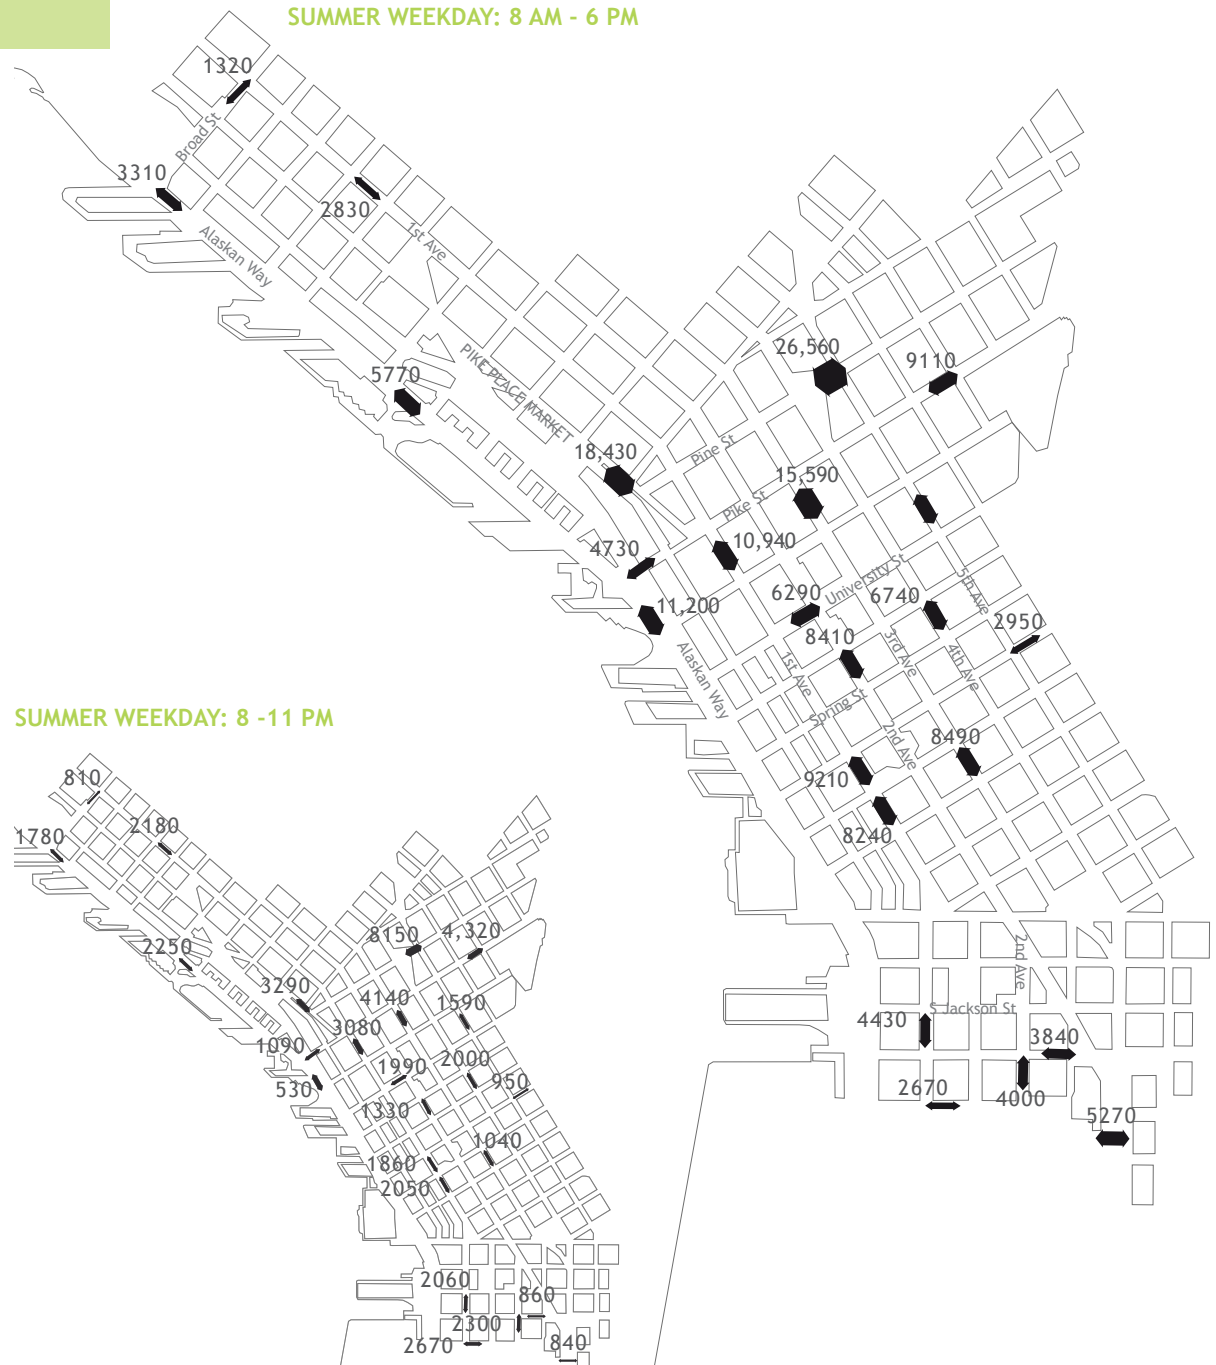 SUMMER WEEKDAY: 8 AM - 6 PM
1320
Broad St
3310
2830
1st Ave
Alaskan Way
26,560
9110
PIKE PLACE MARKET
5770
Pine St
18,430
15,590
Pike St
10,940
4730
University St
5th Ave
6290
6740
11,200
2950
8410
3rd Ave
4th Ave
Alaskan Way
1st Ave
Spring St
2nd Ave
8490
9210
8240
2nd Ave
S Jackson St
4430
3840
2670
4000
5270
SUMMER WEEKDAY: 8 -11 PM
810
2180
1780
8150
4,320
2250
3290
4140
1590
3080
1090
1990
2000
530
950
1330
1040
1860
2050
2060
860
2300
2670
840